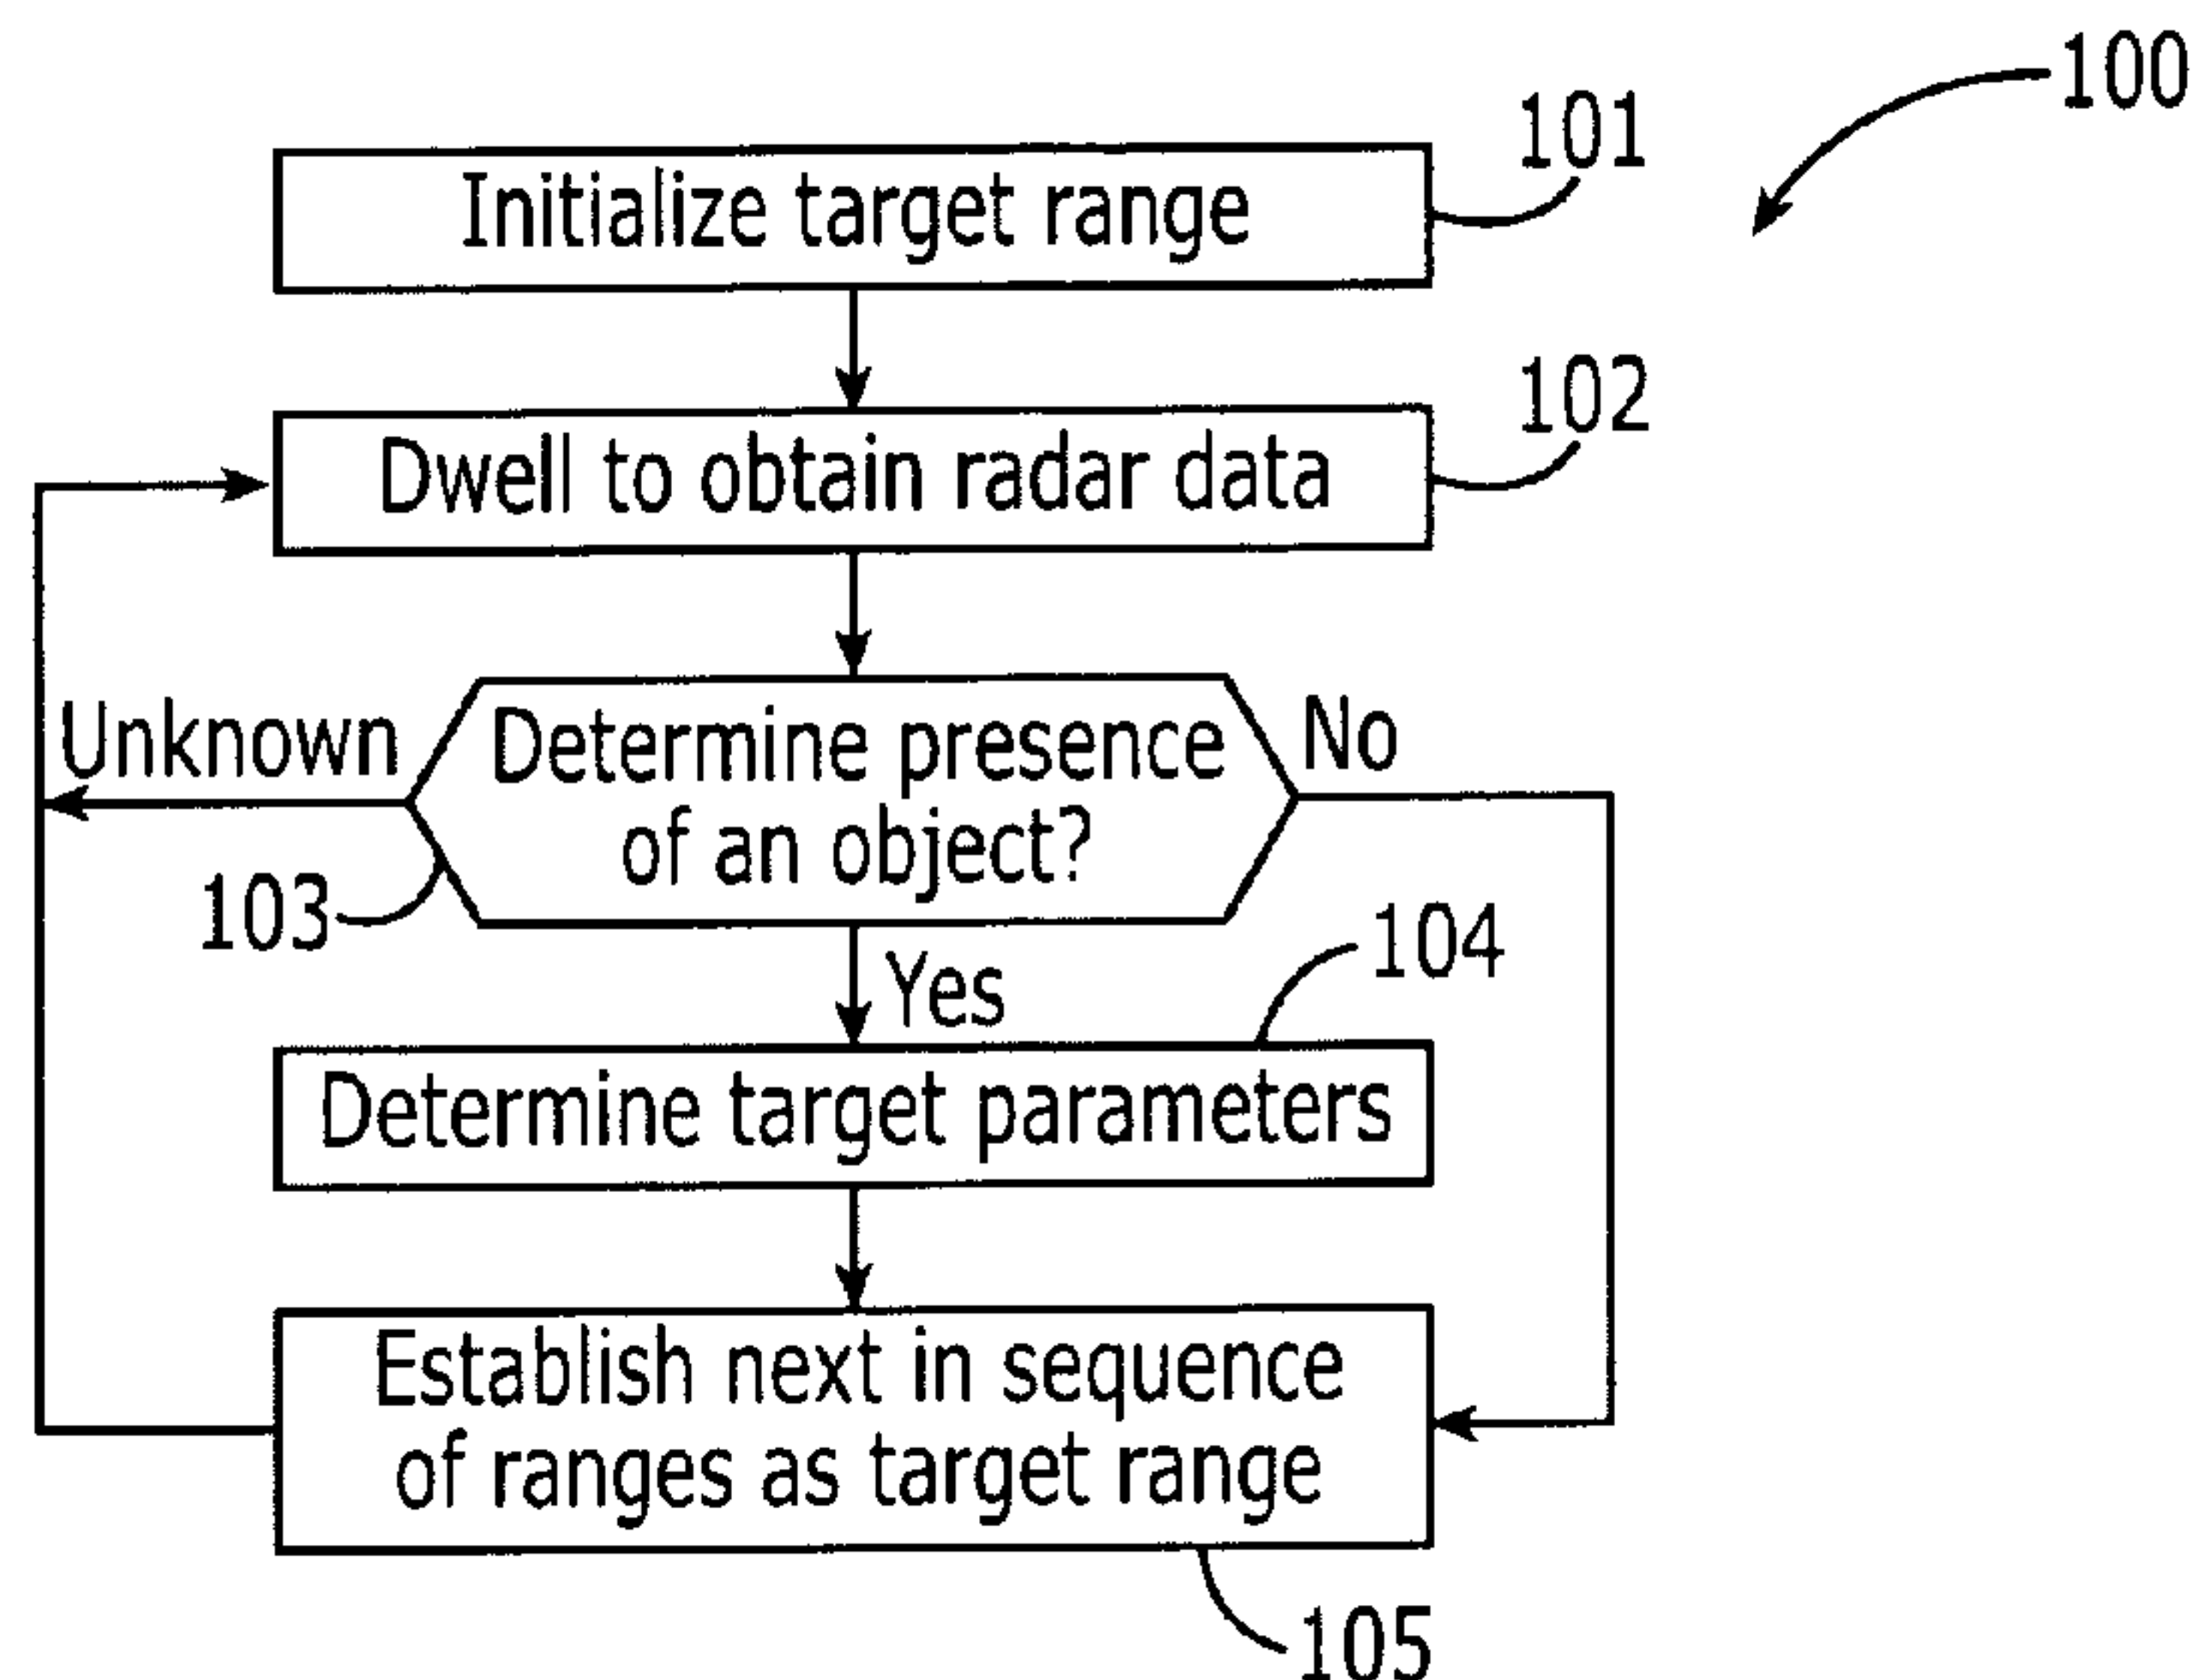 100
101
Initialize target range
102
Dwell to obtain radar data
Unknown
Determine presence
of an object?
No
103
Yes
104
Determine target parameters
Establish next in sequence
of ranges as target range
105